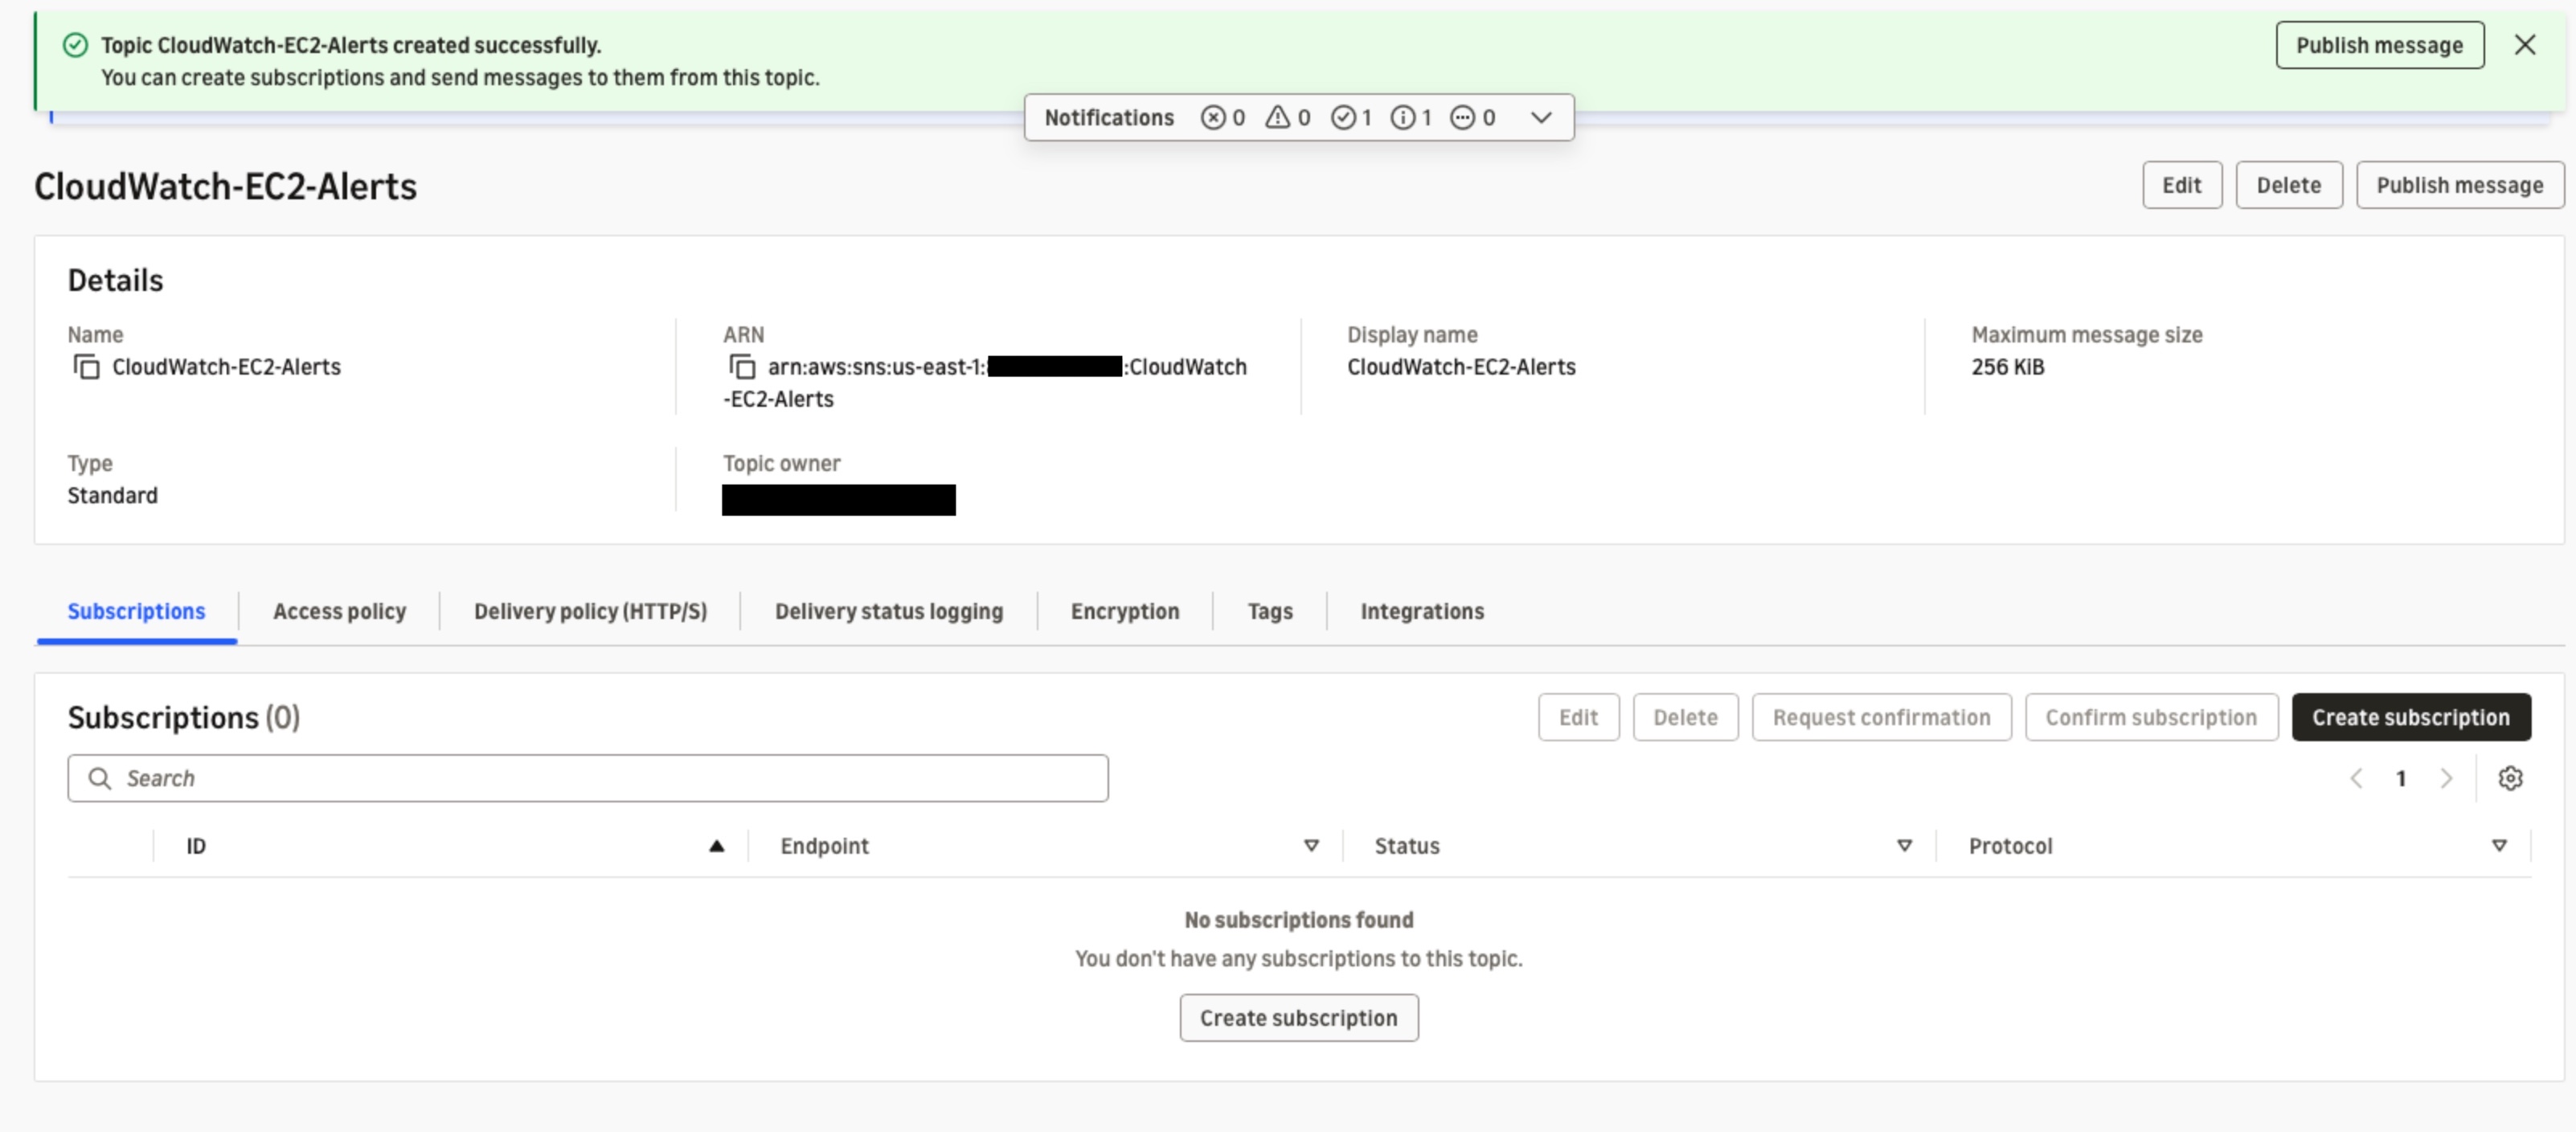 Topic CloudWatch-EC2-Alerts created successfully.
You can create subscriptions and send messages to them from this topic.
Publish message
Notifications 0 0 1 1 0
CloudWatch-EC2-Alerts
Edit Delete Publish message
Details
Name
CloudWatch-EC2-Alerts
ARN
arn:aws:sns:us-east-1: :CloudWatch
-EC2-Alerts
Display name
CloudWatch-EC2-Alerts
Maximum message size
256 KiB
Type
Standard
Topic owner
Subscriptions Access policy Delivery policy (HTTP/S) Delivery status logging Encryption Tags Integrations
Subscriptions (0)
Edit Delete Request confirmation Confirm subscription Create subscription
Search
1
ID Endpoint Status Protocol
No subscriptions found
You don't have any subscriptions to this topic.
Create subscription